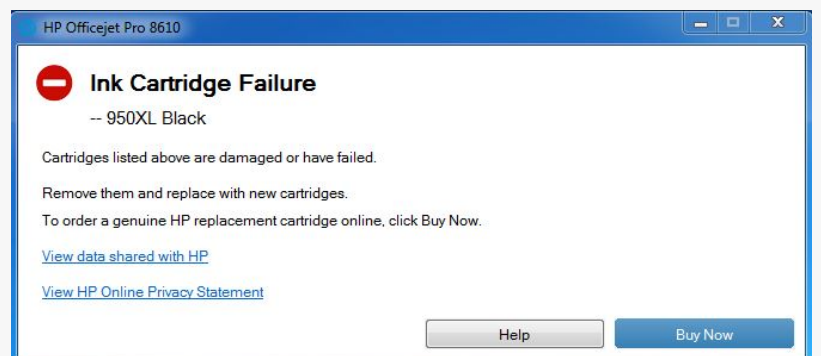 HP Officejet Pro 8610
Ink Cartridge Failure
-- 950XL Black
Cartridges listed above are damaged or have failed.
Remove them and replace with new cartridges.
To order a genuine HP replacement cartridge online, click Buy Now.
View data shared with HP
View HP Online Privacy Statement
Help
Buy Now